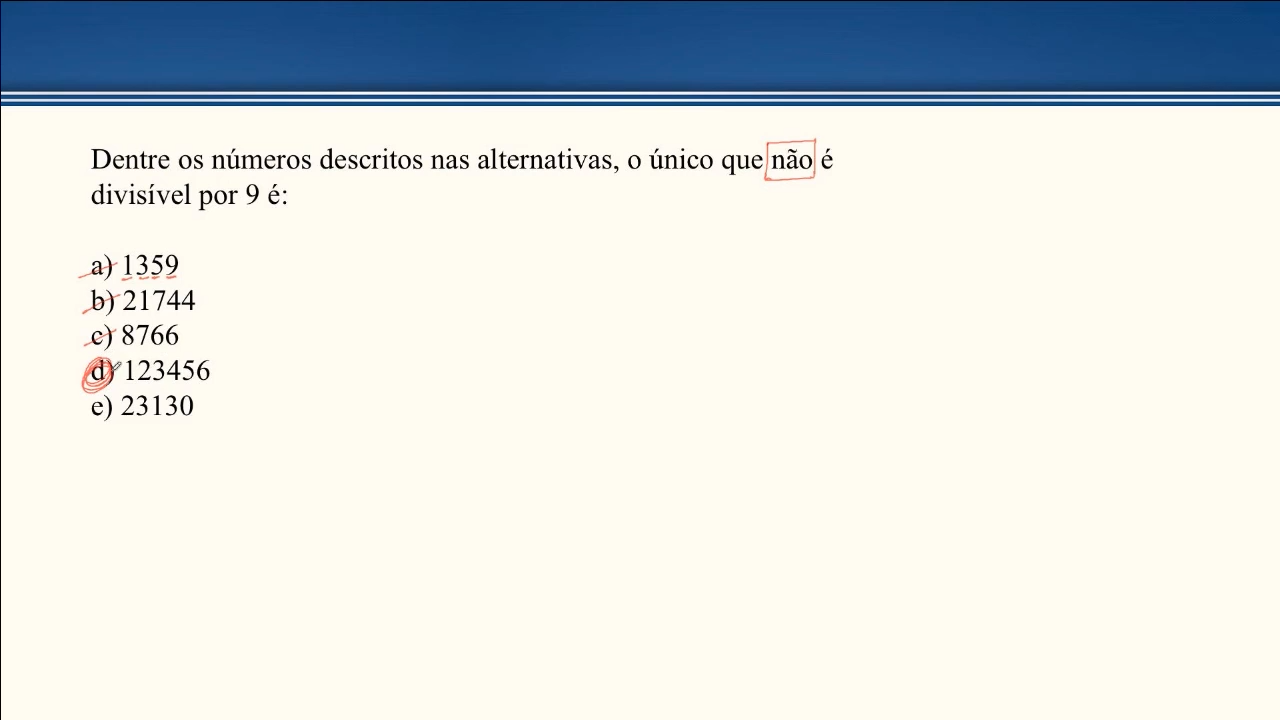 Dentre os números descritos nas alternativas, o único que não é
divisível por 9 é:
a) 1359
b) 21744
c) 8766
d) 123456
e) 23130